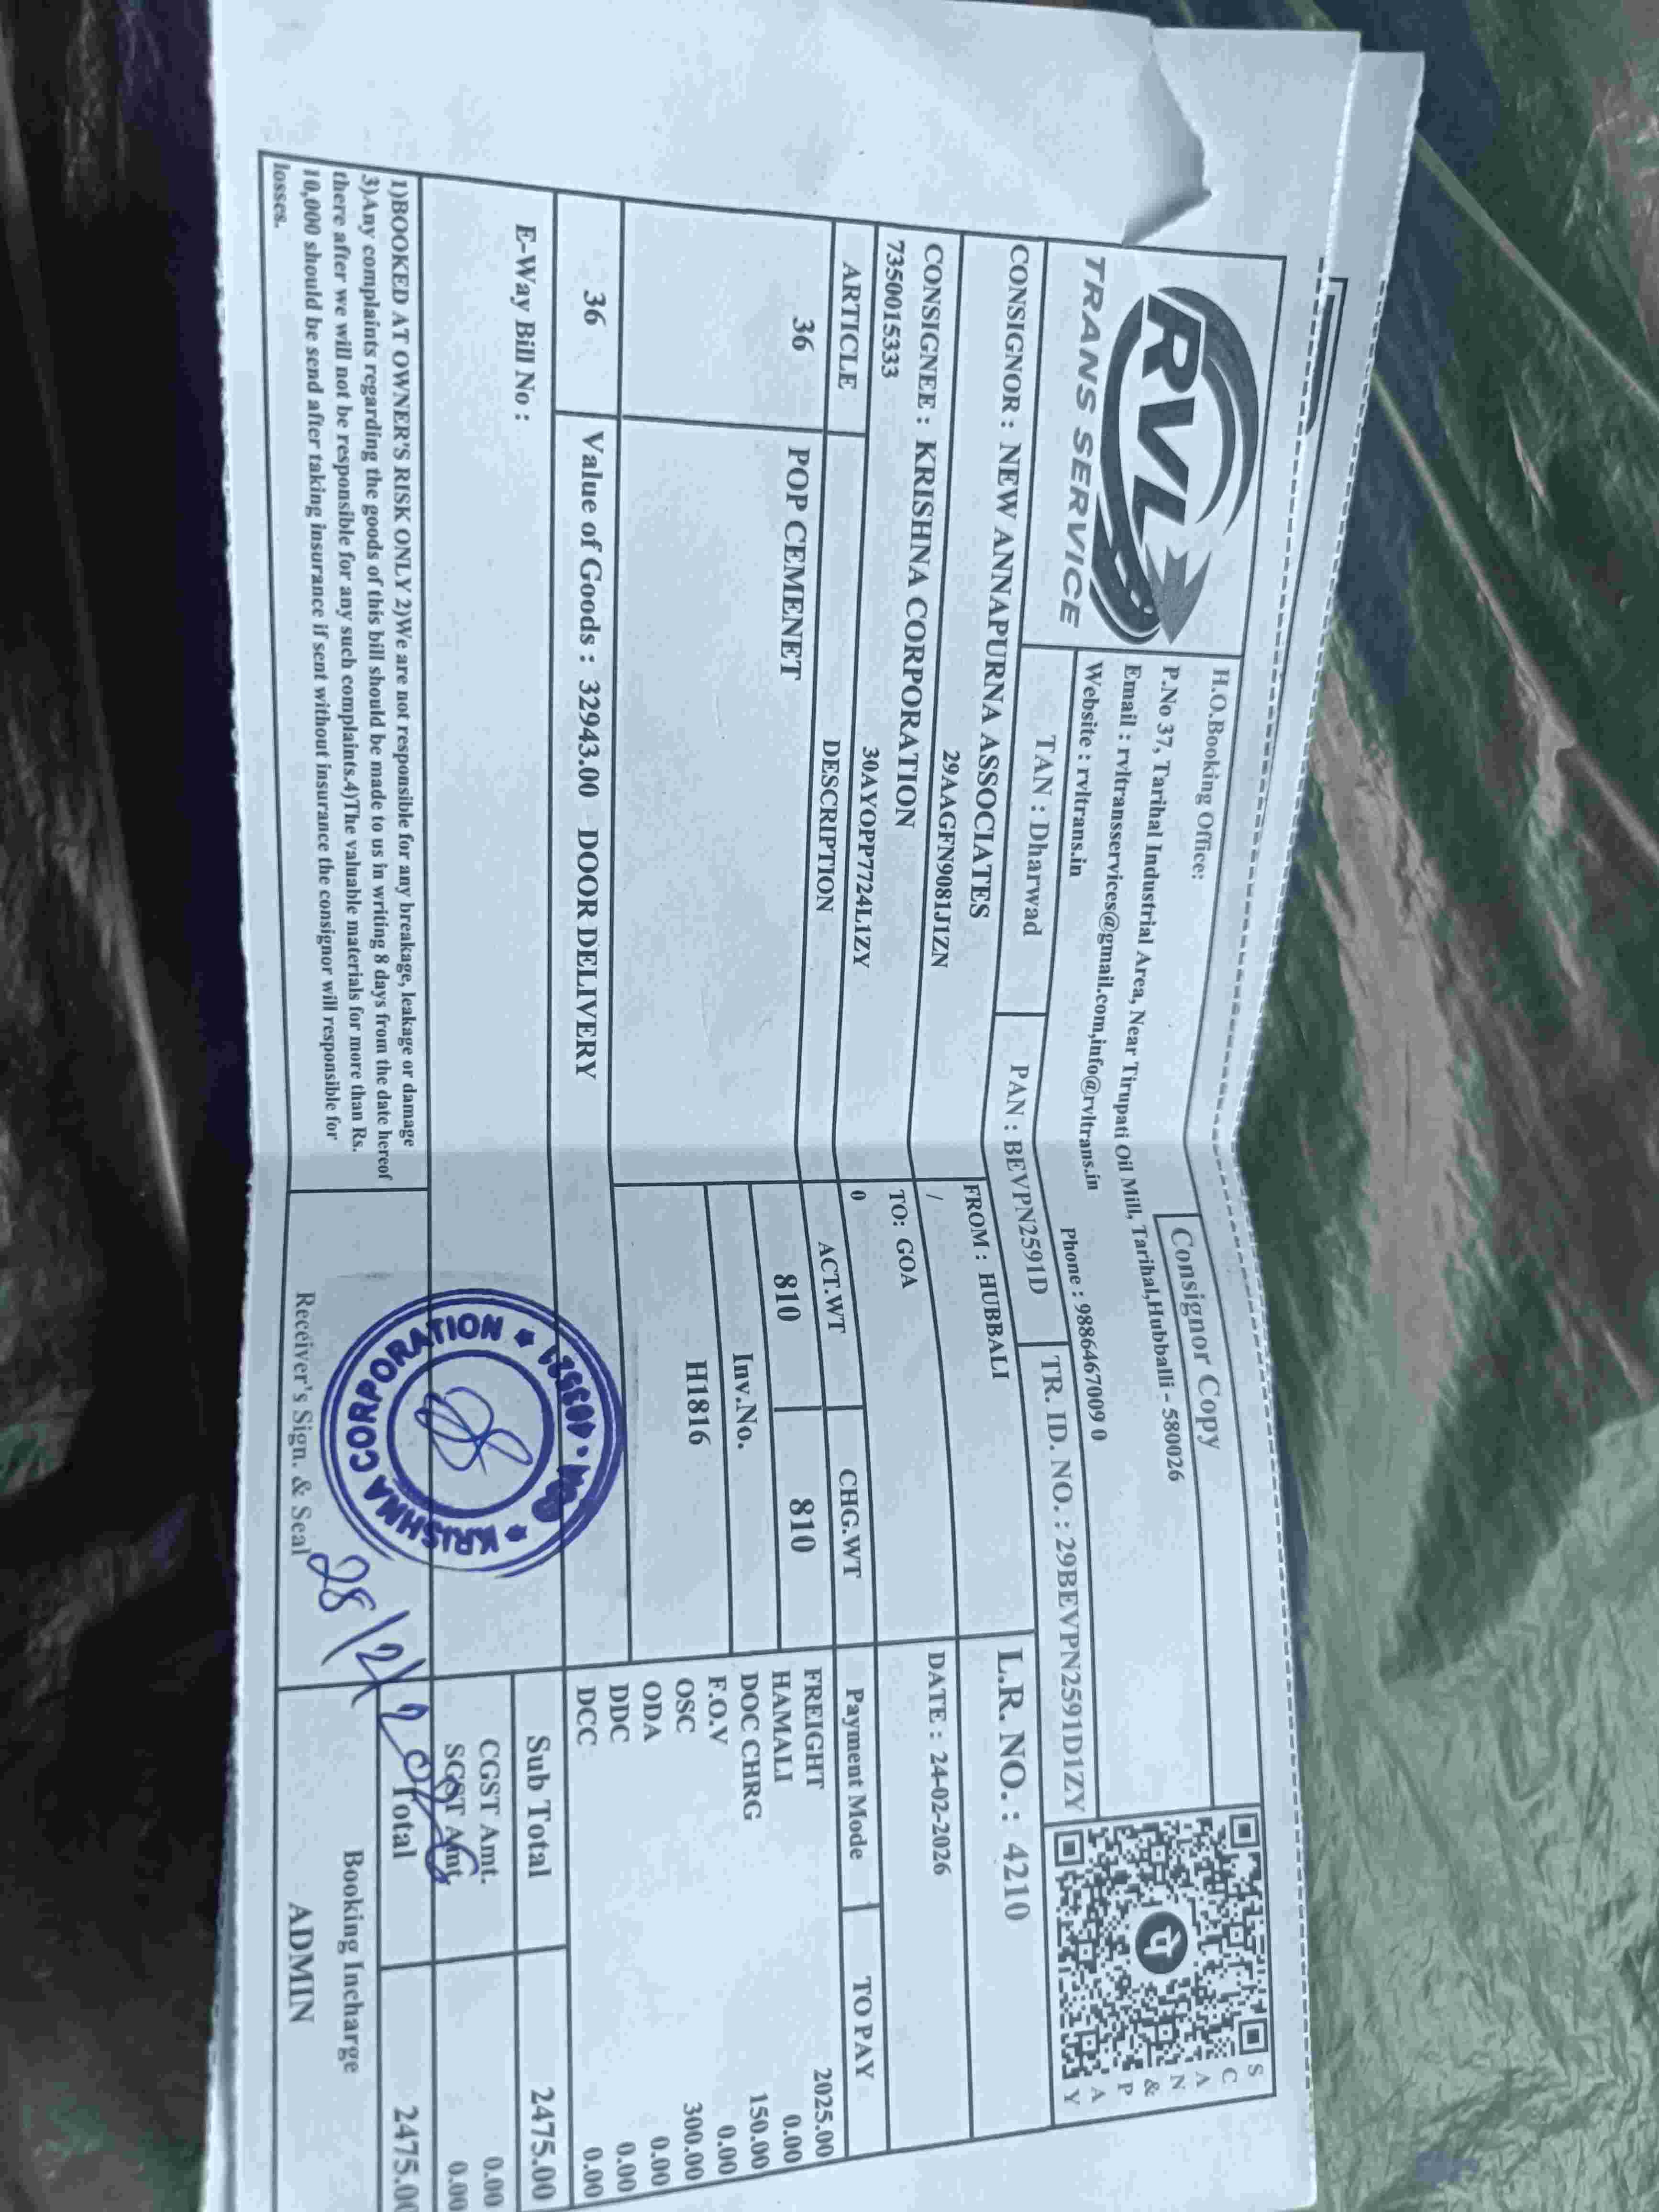 RVL
TRANS SERVICE
H.O.Booking Office:
Consignor Copy
P.No 37, Tarihal Industrial Area, Near Tirupati Oil Mill, Tarihal,Hubballi - 580026
Email : rvltransservices@gmail.com,info@rvltrans.in
Website : rvltrans.in
Phone : 9886467009 0
SCAN & PAY
TAN : Dharwad
PAN : BEVPN2591D
TR. ID. NO. : 29BEVPN2591D1ZY
CONSIGNOR : NEW ANNAPURNA ASSOCIATES
29AAGFN9081J1ZN
FROM : HUBBALI
/
L.R. NO. : 4210
CONSIGNEE : KRISHNA CORPORATION
7350015333
30AYOPP7724L1ZY
TO: GOA
0
DATE : 24-02-2026
ARTICLE
DESCRIPTION
ACT.WT
CHG.WT
Payment Mode
TO PAY
36
POP CEMENET
810
810
Inv.No.
H1816
FREIGHT 2025.00
HAMALI 0.00
DOC CHRG 150.00
F.O.V 0.00
OSC 300.00
ODA 0.00
DDC 0.00
DCC 0.00
36
Value of Goods : 32943.00 DOOR DELIVERY
Sub Total 2475.00
E-Way Bill No :
CGST Amt. 0.00
SGST Amt. 0.00
Total 2475.00
KRISHNA CORPORATION
28/2/2026
1)BOOKED AT OWNER'S RISK ONLY 2)We are not responsible for any breakage, leakage or damage
3)Any complaints regarding the goods of this bill should be made to us in writing 8 days from the date hereof
there after we will not be responsible for any such complaints.4)The valuable materials for more than Rs.
10,000 should be send after taking insurance if sent without insurance the consignor will responsible for
losses.
Receiver's Sign. & Seal
Booking Incharge
ADMIN